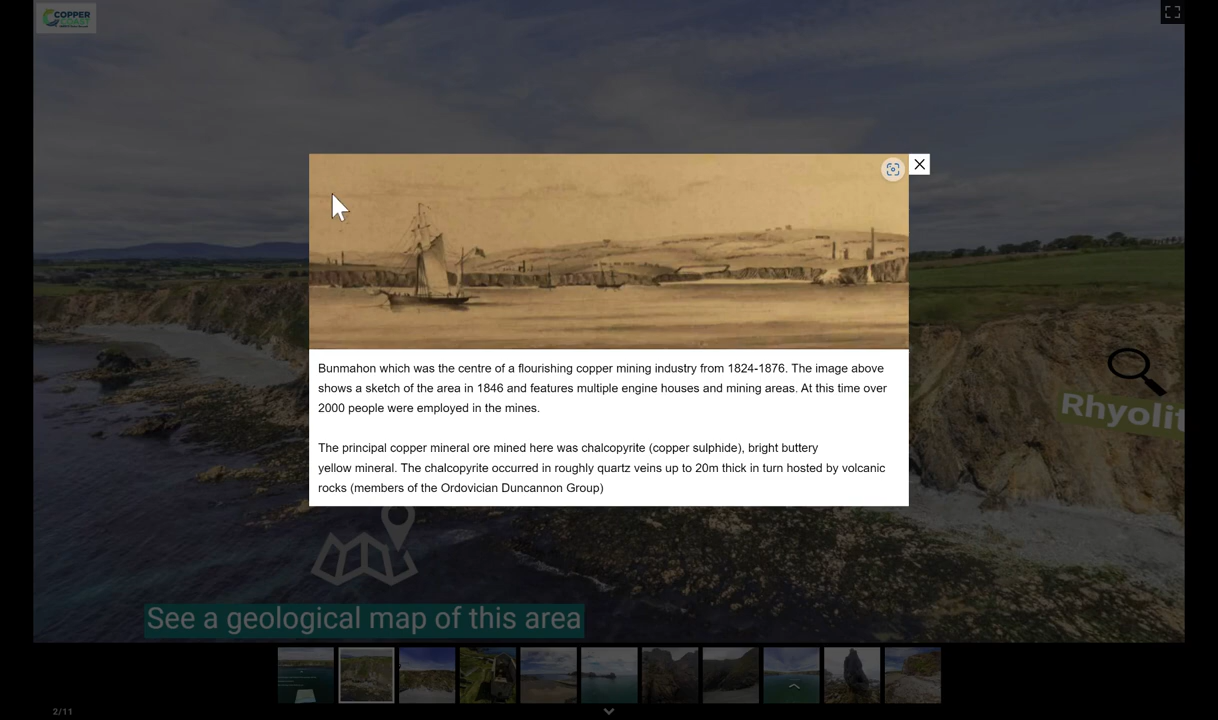 COPPER
COAST
Bunmahon which was the centre of a flourishing copper mining industry from 1824-1876. The image above
shows a sketch of the area in 1846 and features multiple engine houses and mining areas. At this time over
2000 people were employed in the mines.
The principal copper mineral ore mined here was chalcopyrite (copper sulphide), bright buttery
yellow mineral. The chalcopyrite occurred in roughly quartz veins up to 20m thick in turn hosted by volcanic
rocks (members of the Ordovician Duncannon Group)
Rhyolit
See a geological map of this area
2/11